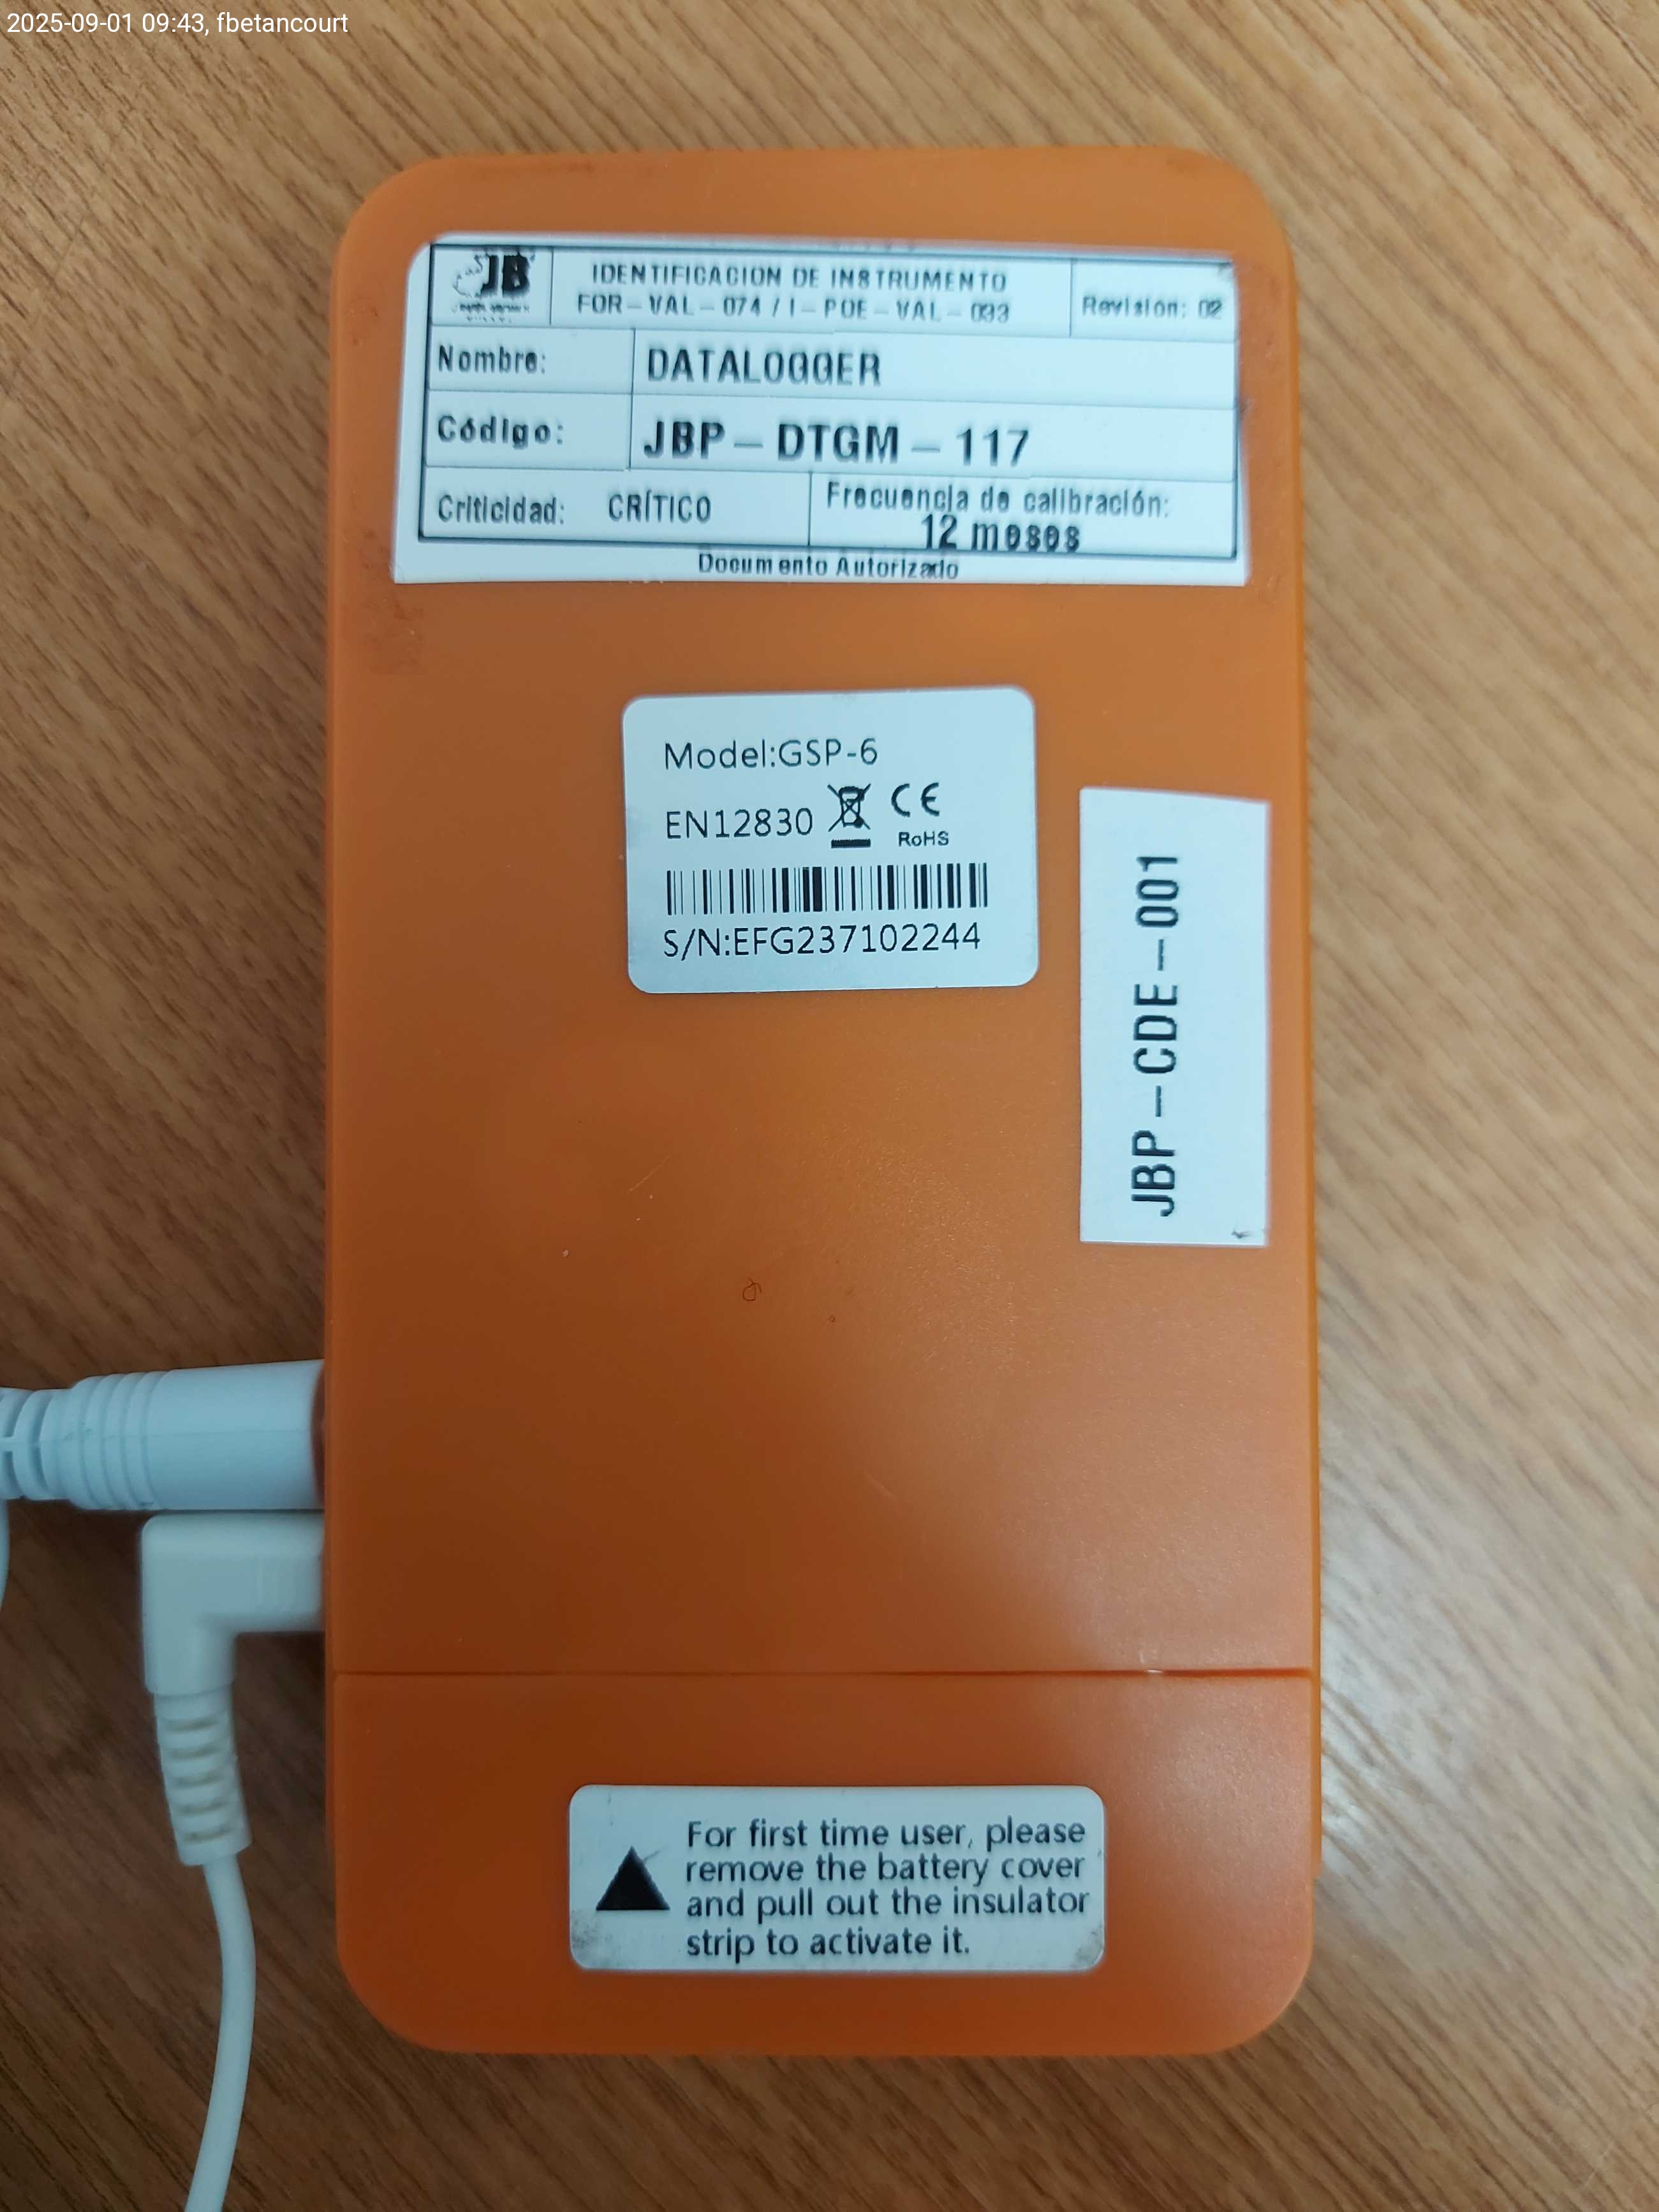 2025-09-01 09:43, fbetancourt
JB
IDENTIFICACION DE INSTRUMENTO
FOR-VAL-074 / I-POE-VAL-033
Revisión: 02
Nombre: DATALOGGER
Código: JBP-DTGM-117
Criticidad: CRÍTICO
Frecuencia de calibración:
12 meses
Documento Autorizado
Model:GSP-6
EN12830 CE
RoHS
S/N:EFG237102244
JBP-CDE-001
For first time user, please
remove the battery cover
and pull out the insulator
strip to activate it.